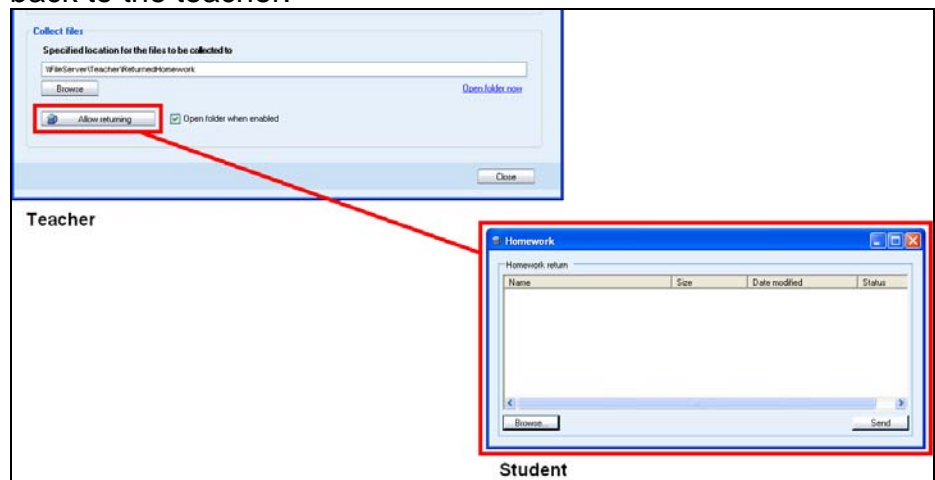 back to the teacher.
Collect files
Specified location for the files to be collected to
\\FileServer\Teacher\ReturnedHomework
Browse
Open folder now
Allow returning
Open folder when enabled
Close
Teacher
Homework
Homework return
Name Size Date modified Status
Browse...
Send
Student